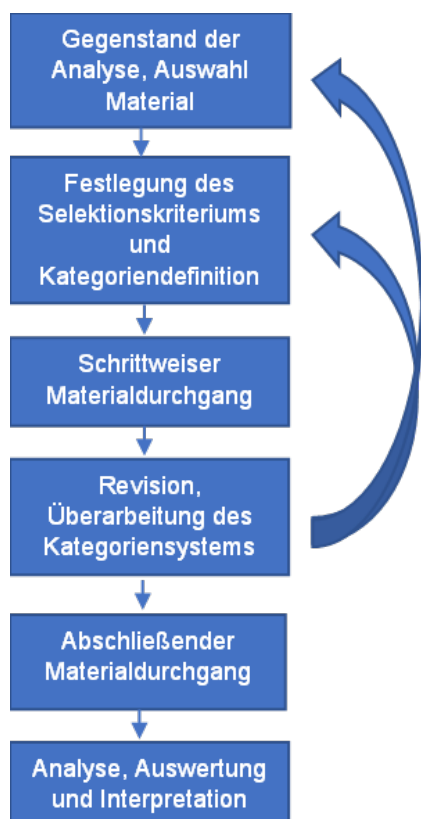 Gegenstand der
Analyse, Auswahl
Material
Festlegung des
Selektionskriteriums
und
Kategoriendefinition
Schrittweiser
Materialdurchgang
Revision,
Überarbeitung des
Kategoriensystems
Abschließender
Materialdurchgang
Analyse, Auswertung
und Interpretation